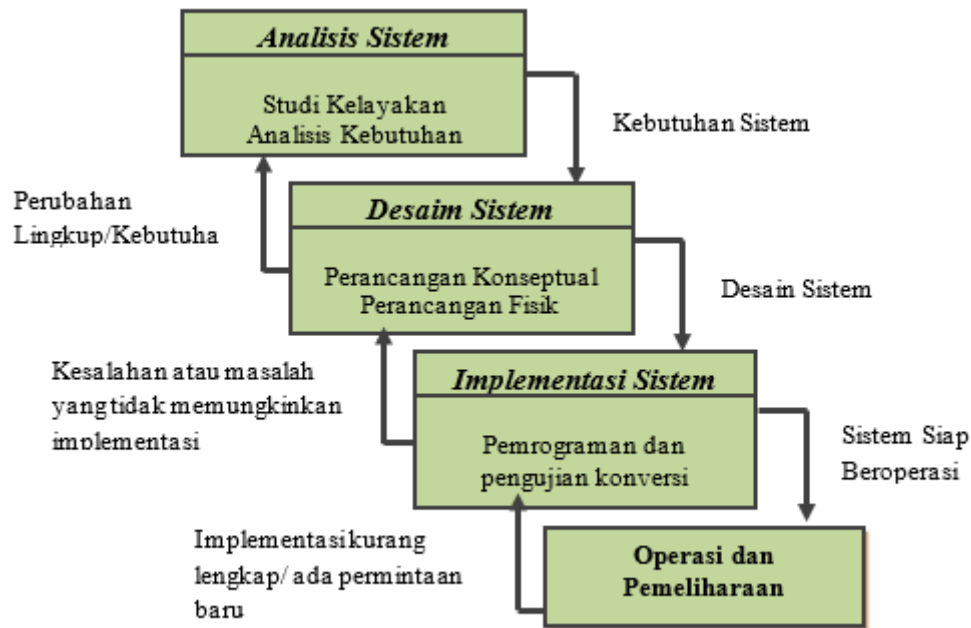 Analisis Sistem
Studi Kelayakan
Analisis Kebutuhan
Kebutuhan Sistem
Perubahan
Lingkup/Kebutuha
Desaim Sistem
Perancangan Konseptual
Perancangan Fisik
Desain Sistem
Kesalahan atau masalah
yang tidak memungkinkan
implementasi
Implementasi Sistem
Pemrograman dan
pengujian konversi
Sistem Siap
Beroperasi
Implementasi kurang
lengkap/ ada permintaan
baru
Operasi dan
Pemeliharaan